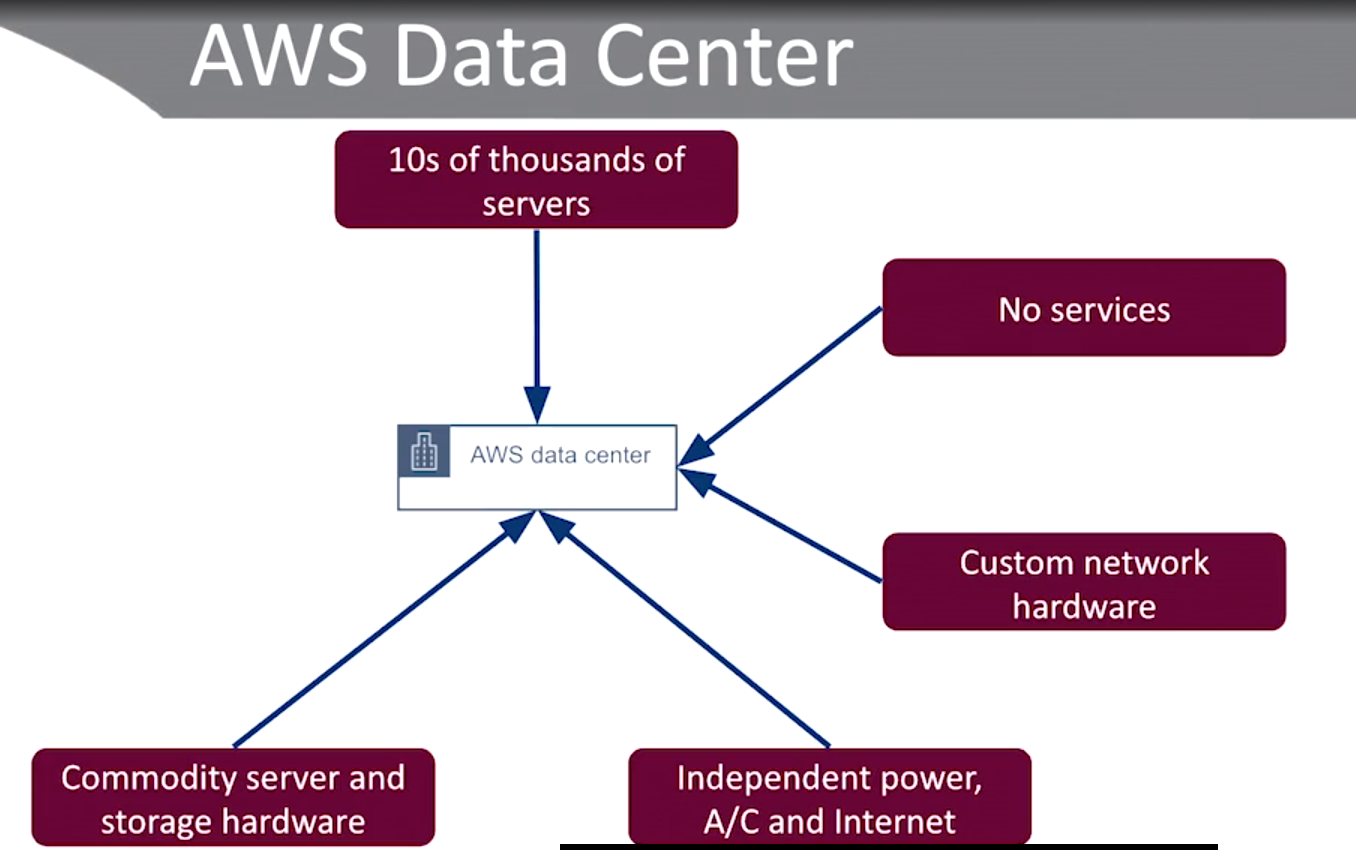 AWS Data Center
10s of thousands of
servers
No services
AWS data center
Custom network
hardware
Commodity server and
storage hardware
Independent power,
A/C and Internet